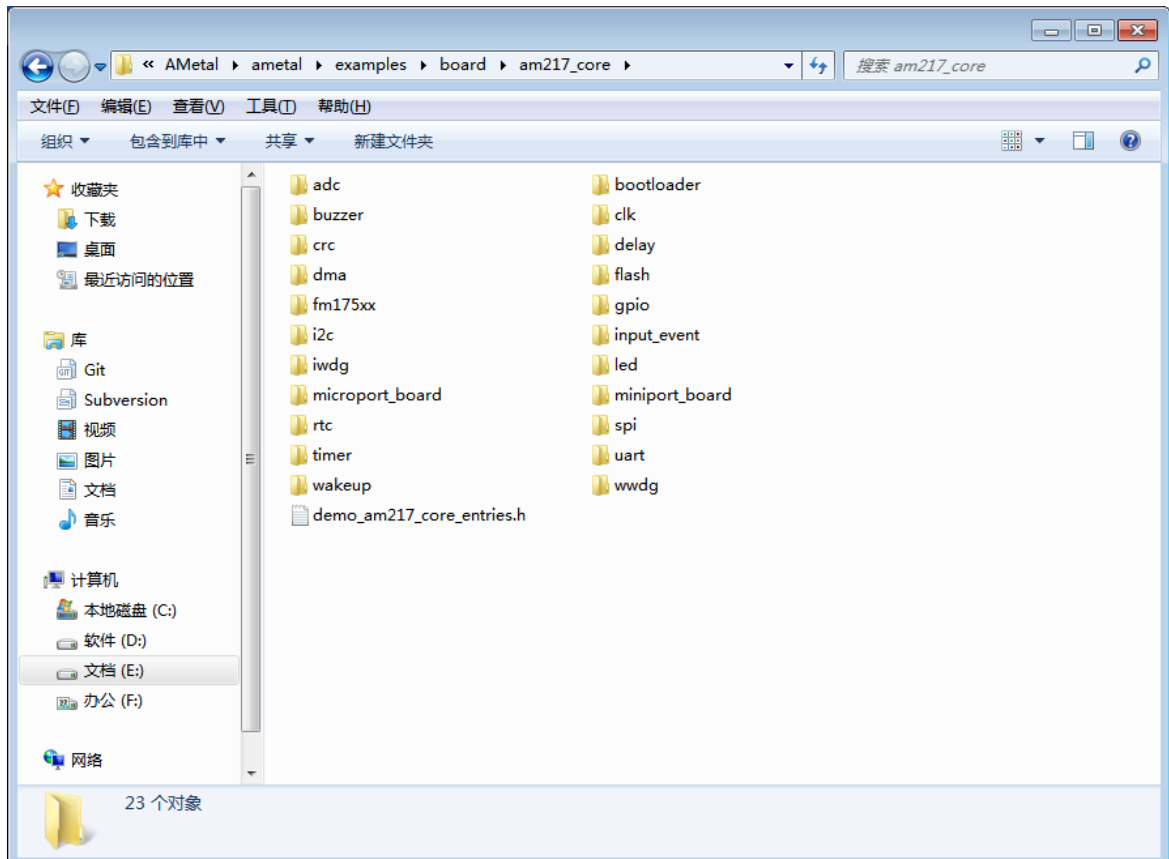 « AMetal ▸ ametal ▸ examples ▸ board ▸ am217_core ▸ 搜索 am217_core
文件(F) 编辑(E) 查看(V) 工具(T) 帮助(H)
组织 包含到库中 共享 新建文件夹
收藏夹
下载
桌面
最近访问的位置
库
Git
Subversion
视频
图片
文档
音乐
计算机
本地磁盘 (C:)
软件 (D:)
文档 (E:)
办公 (F:)
网络
adc bootloader
buzzer clk
crc delay
dma flash
fm175xx gpio
i2c input_event
iwdg led
microport_board miniport_board
rtc spi
timer uart
wakeup wwdg
demo_am217_core_entries.h
23 个对象